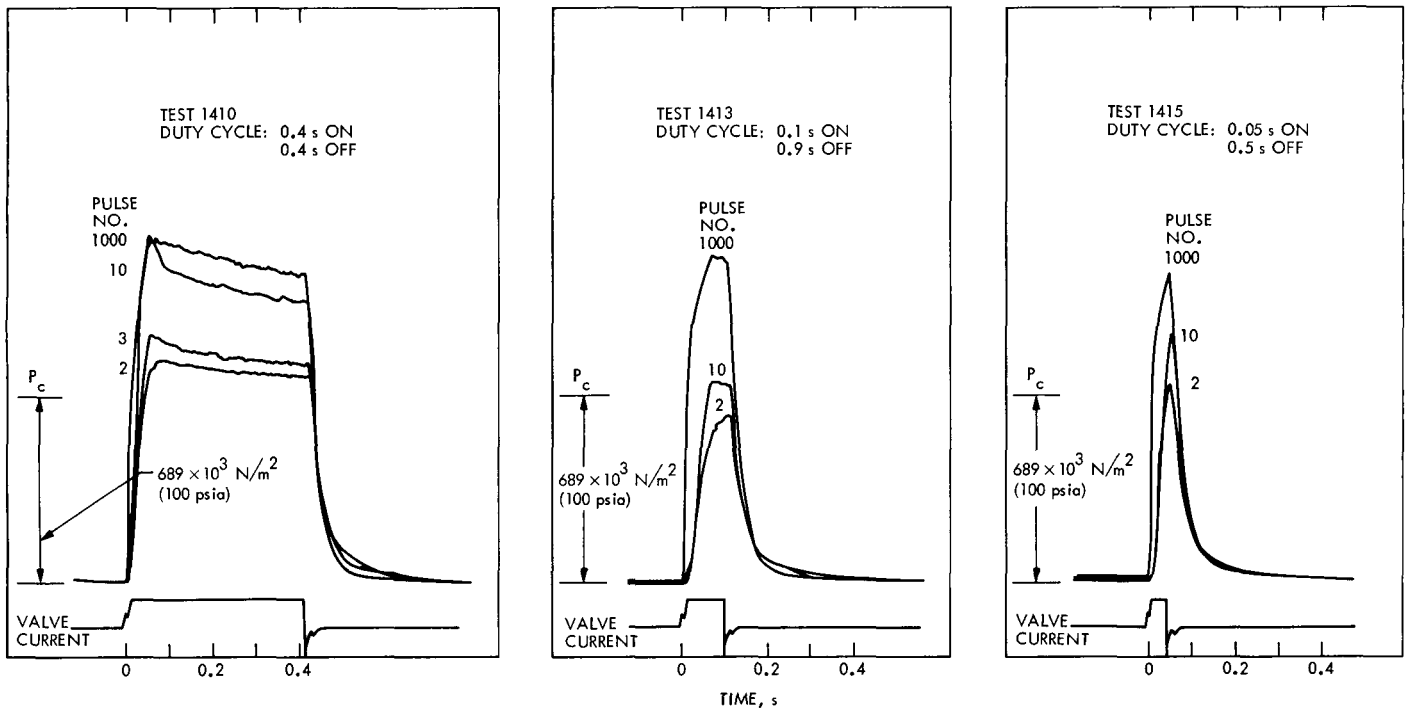 TEST 1410
DUTY CYCLE: 0.4 s ON
0.4 s OFF
PULSE
NO.
1000
10
3
2
P_c
689 × 10^3 N/m^2
(100 psia)
VALVE
CURRENT
0 0.2 0.4
TEST 1413
DUTY CYCLE: 0.1 s ON
0.9 s OFF
PULSE
NO.
1000
10
2
P_c
689 × 10^3 N/m^2
(100 psia)
VALVE
CURRENT
0 0.2 0.4
TIME, s
TEST 1415
DUTY CYCLE: 0.05 s ON
0.5 s OFF
PULSE
NO.
1000
10
2
P_c
689 × 10^3 N/m^2
(100 psia)
VALVE
CURRENT
0 0.2 0.4